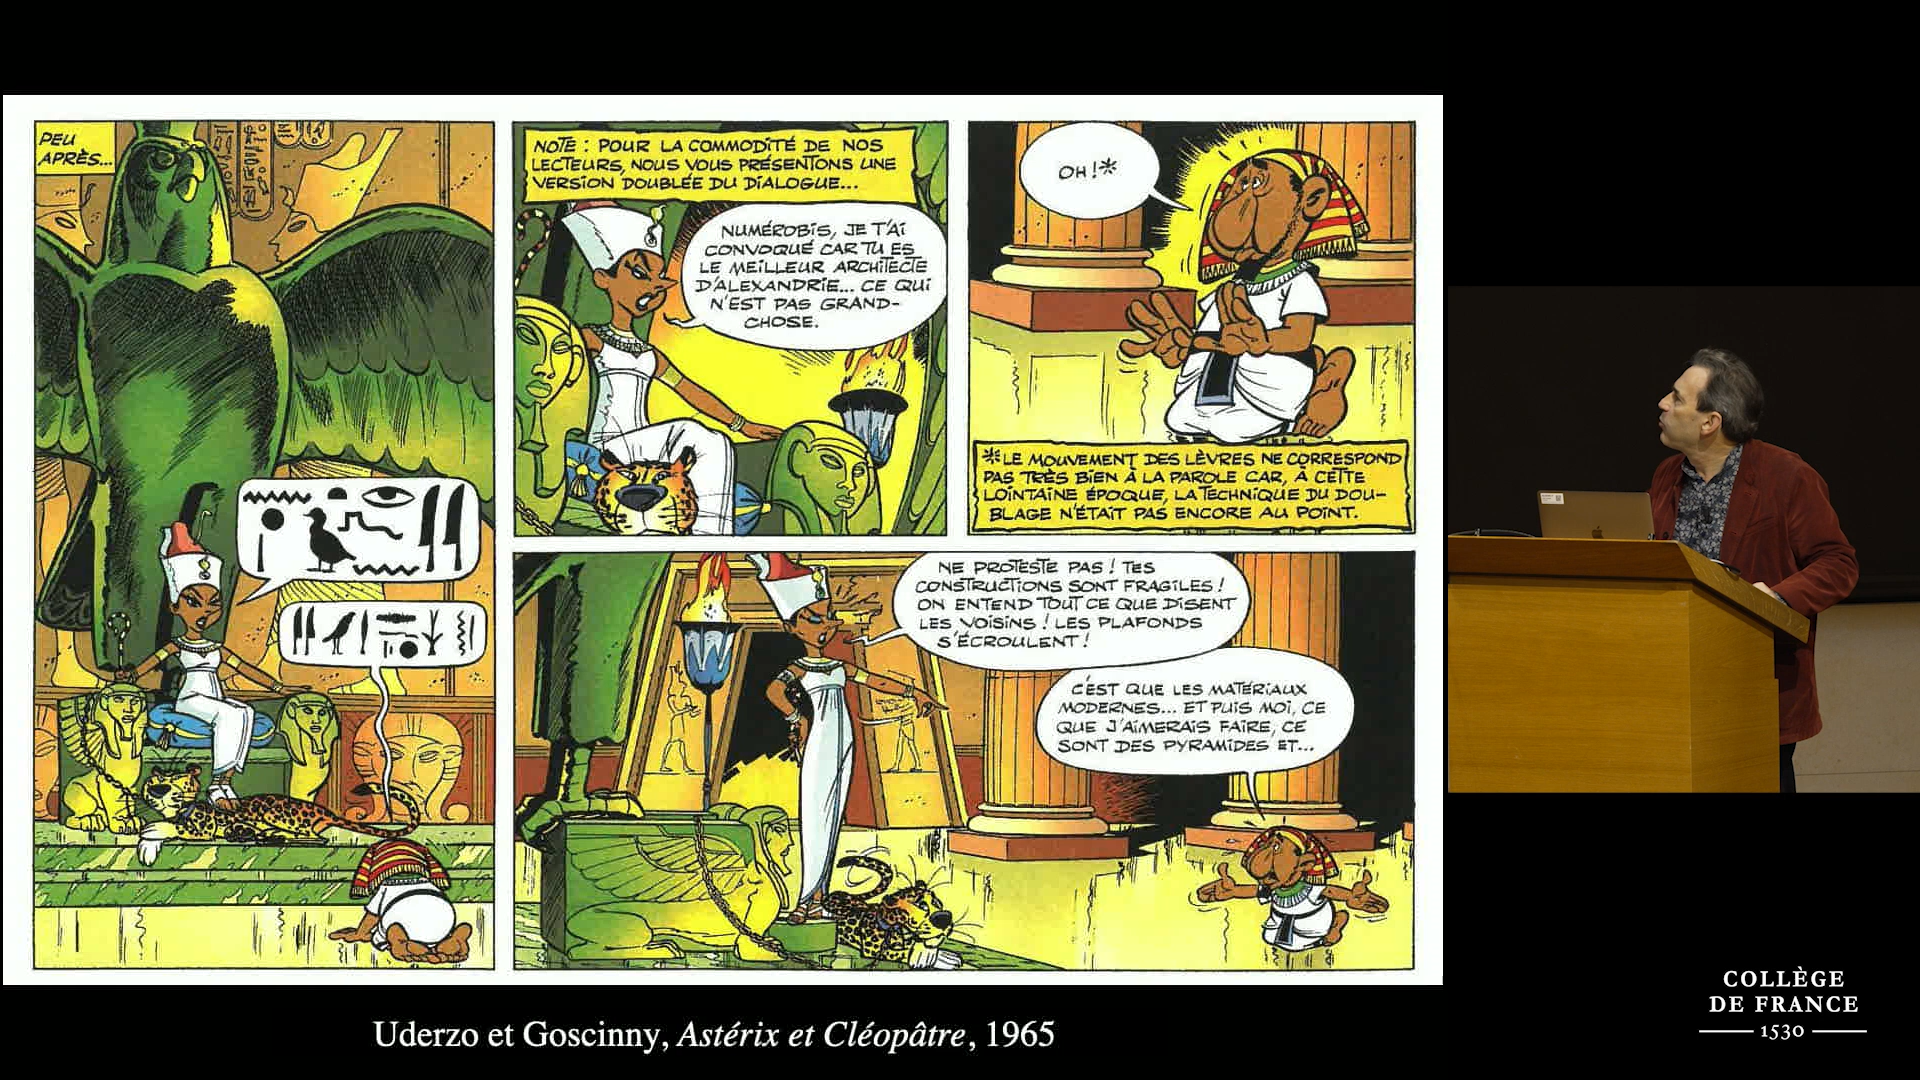 PEU
APRÈS...
NOTE : POUR LA COMMODITÉ DE NOS
LECTEURS, NOUS VOUS PRÉSENTONS UNE
VERSION DOUBLÉE DU DIALOGUE...
NUMÉROBIS, JE T'AI
CONVOQUÉ CAR TU ES
LE MEILLEUR ARCHITECTE
D'ALEXANDRIE... CE QUI
N'EST PAS GRAND-
CHOSE.
OH !*
*LE MOUVEMENT DES LÈVRES NE CORRESPOND
PAS TRÈS BIEN À LA PAROLE CAR, À CETTE
LOINTAINE ÉPOQUE, LA TECHNIQUE DU DOU-
BLAGE N'ÉTAIT PAS ENCORE AU POINT.
NE PROTESTE PAS ! TES
CONSTRUCTIONS SONT FRAGILES !
ON ENTEND TOUT CE QUE DISENT
LES VOISINS ! LES PLAFONDS
S'ÉCROULENT !
C'EST QUE LES MATÉRIAUX
MODERNES... ET PUIS MOI, CE
QUE J'AIMERAIS FAIRE, CE
SONT DES PYRAMIDES ET...
Uderzo et Goscinny, Astérix et Cléopâtre, 1965
COLLÈGE
DE FRANCE
1530